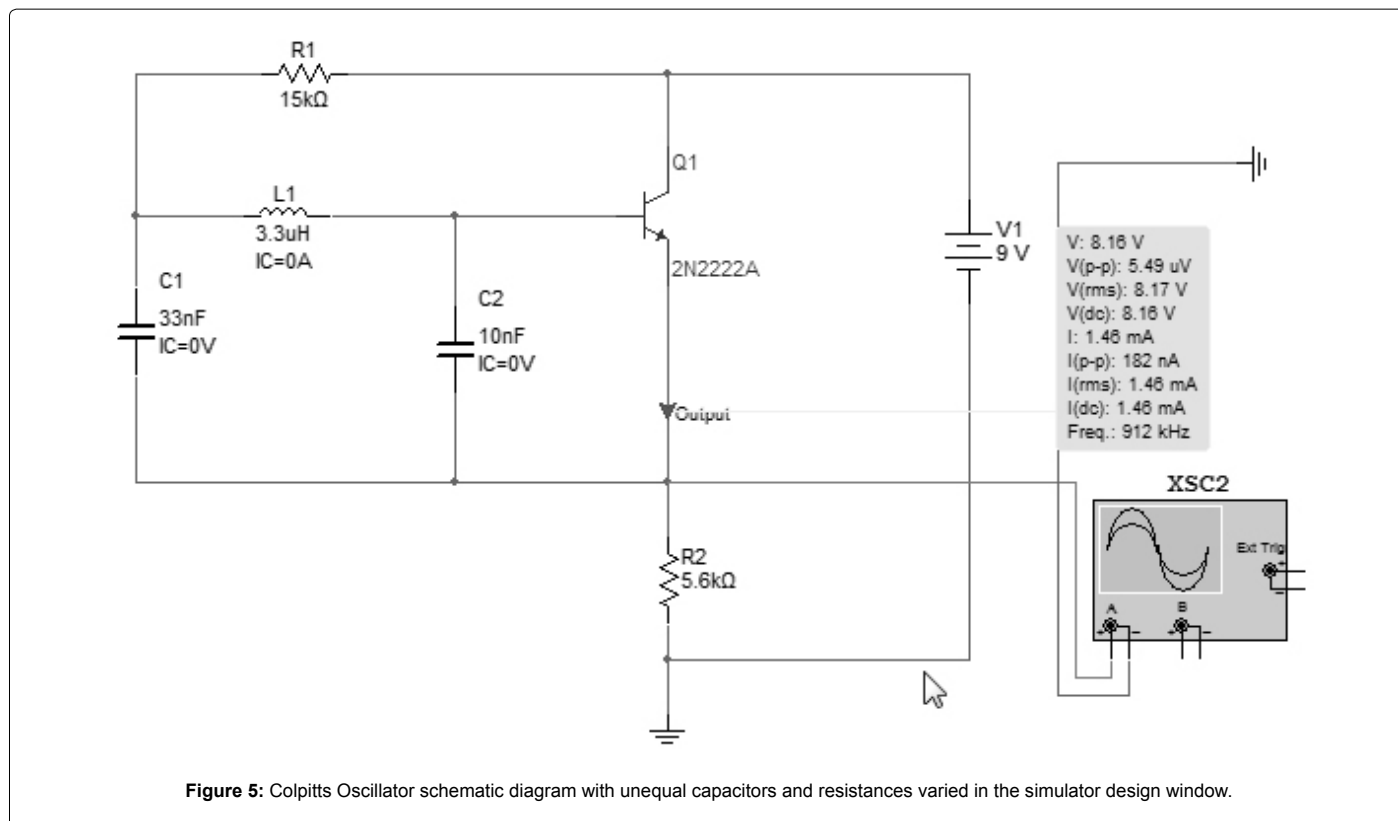 R1
15kΩ
Q1
L1
3.3uH
IC=0A
2N2222A
C1
33nF
IC=0V
C2
10nF
IC=0V
V1
9 V
V: 8.16 V
V(p-p): 5.49 uV
V(rms): 8.17 V
V(dc): 8.16 V
I: 1.46 mA
I(p-p): 182 nA
I(rms): 1.46 mA
I(dc): 1.46 mA
Freq.: 912 kHz
Output
XSC2
Ext Trig
+
−
A
B
+ −
+ −
R2
5.6kΩ
Figure 5: Colpitts Oscillator schematic diagram with unequal capacitors and resistances varied in the simulator design window.